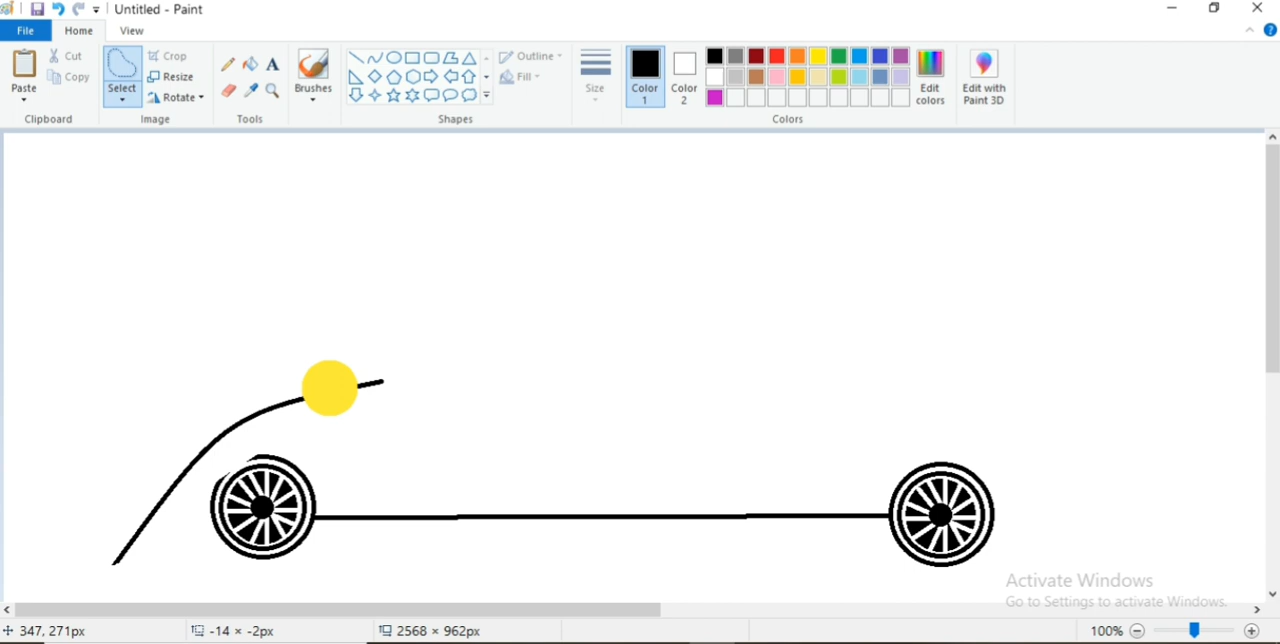 Untitled - Paint
File
Home
View
Paste
Cut
Copy
Clipboard
Select
Crop
Resize
Rotate
Image
Tools
Brushes
Outline
Fill
Shapes
Size
Color 1
Color 2
Colors
Edit colors
Edit with Paint 3D
Activate Windows
Go to Settings to activate Windows.
347, 271px
-14 × -2px
2568 × 962px
100%